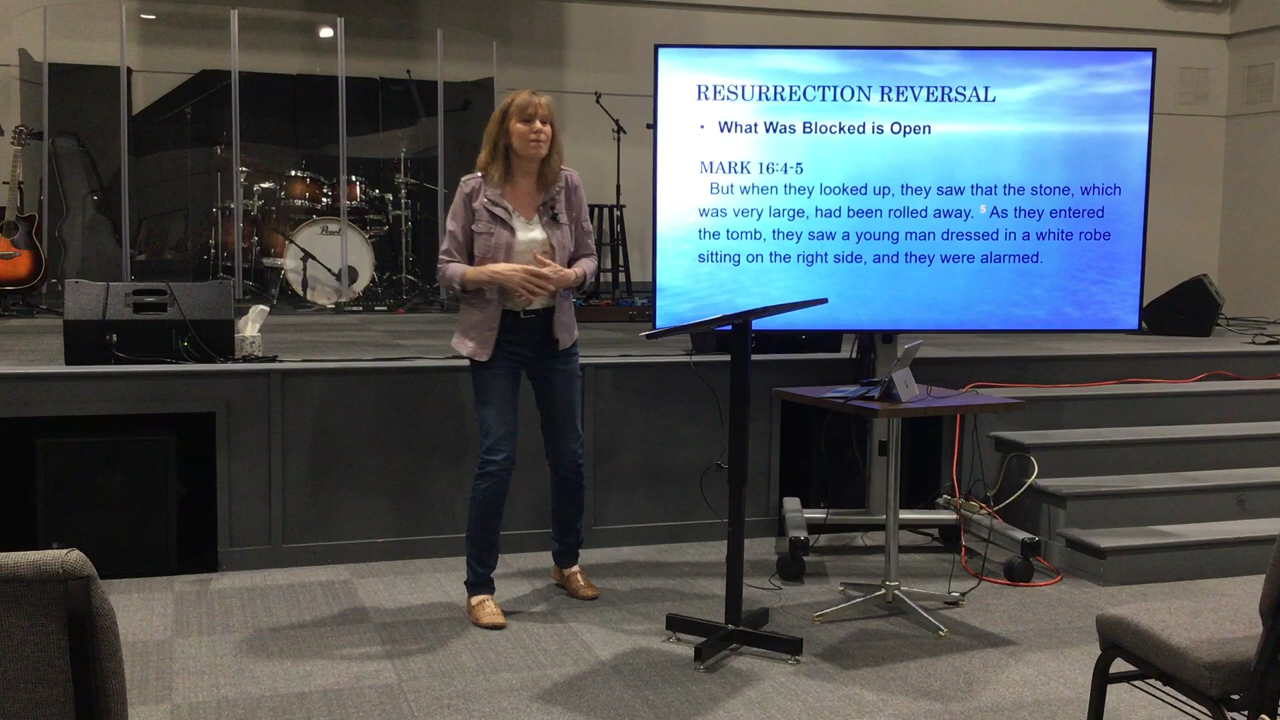 RESURRECTION REVERSAL
• What Was Blocked is Open
MARK 16:4-5
But when they looked up, they saw that the stone, which
was very large, had been rolled away. 5 As they entered
the tomb, they saw a young man dressed in a white robe
sitting on the right side, and they were alarmed.
Pearl